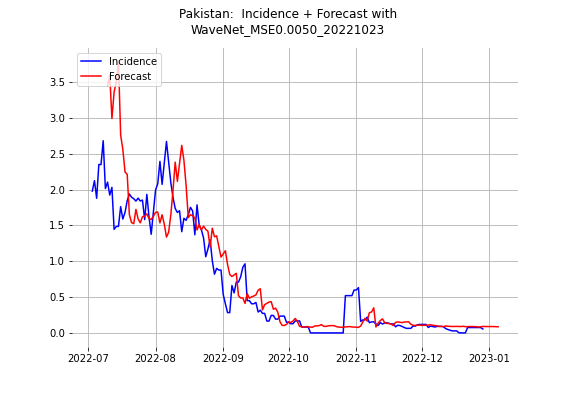 Pakistan:  Incidence + Forecast with
WaveNet_MSE0.0050_20221023
Incidence
Forecast
3.5
3.0
2.5
2.0
1.5
1.0
0.5
0.0
2022-07 2022-08 2022-09 2022-10 2022-11 2022-12 2023-01